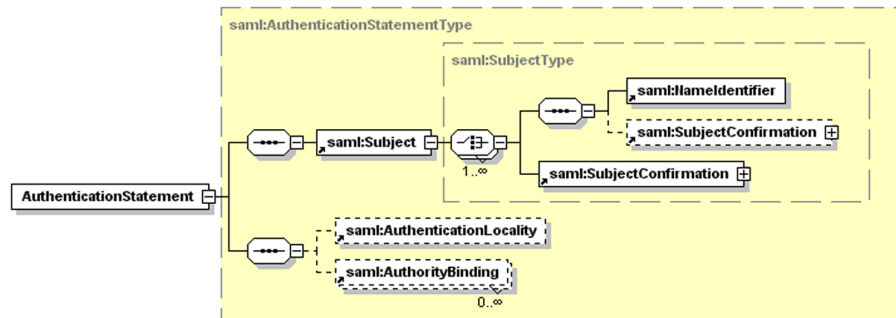 saml:AuthenticationStatementType
saml:SubjectType
saml:NameIdentifier
saml:SubjectConfirmation
saml:Subject
1..∞
saml:SubjectConfirmation
AuthenticationStatement
saml:AuthenticationLocality
saml:AuthorityBinding
0..∞